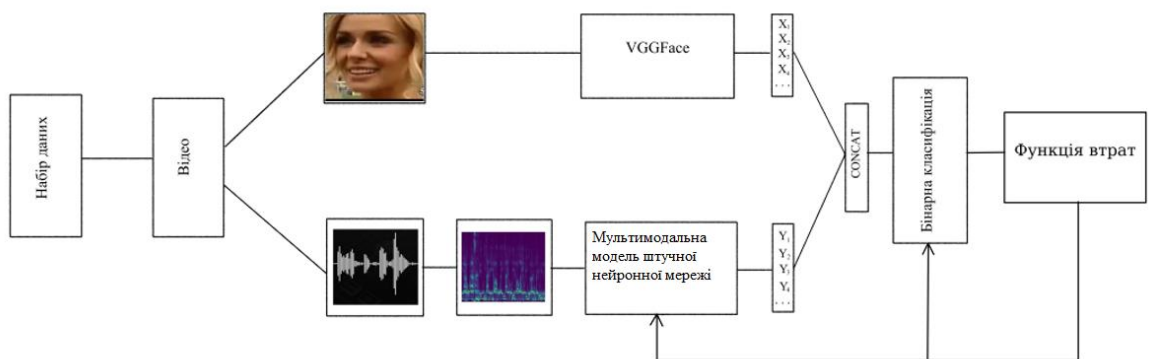 Набір даних
Відео
VGGFace
X₁
X₂
X₃
X₄
...
Мультимодальна
модель штучної
нейронної мережі
Y₁
Y₂
Y₃
Y₄
...
CONCAT
Бінарна класифікація
Функція втрат